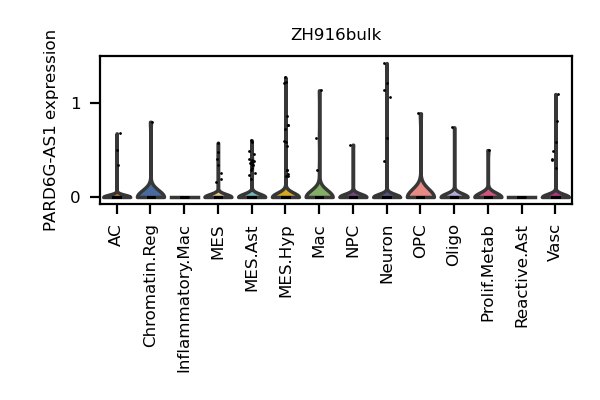 ZH916bulk
PARD6G-AS1 expression
1
0
AC
Chromatin.Reg
Inflammatory.Mac
MES
MES.Ast
MES.Hyp
Mac
NPC
Neuron
OPC
Oligo
Prolif.Metab
Reactive.Ast
Vasc